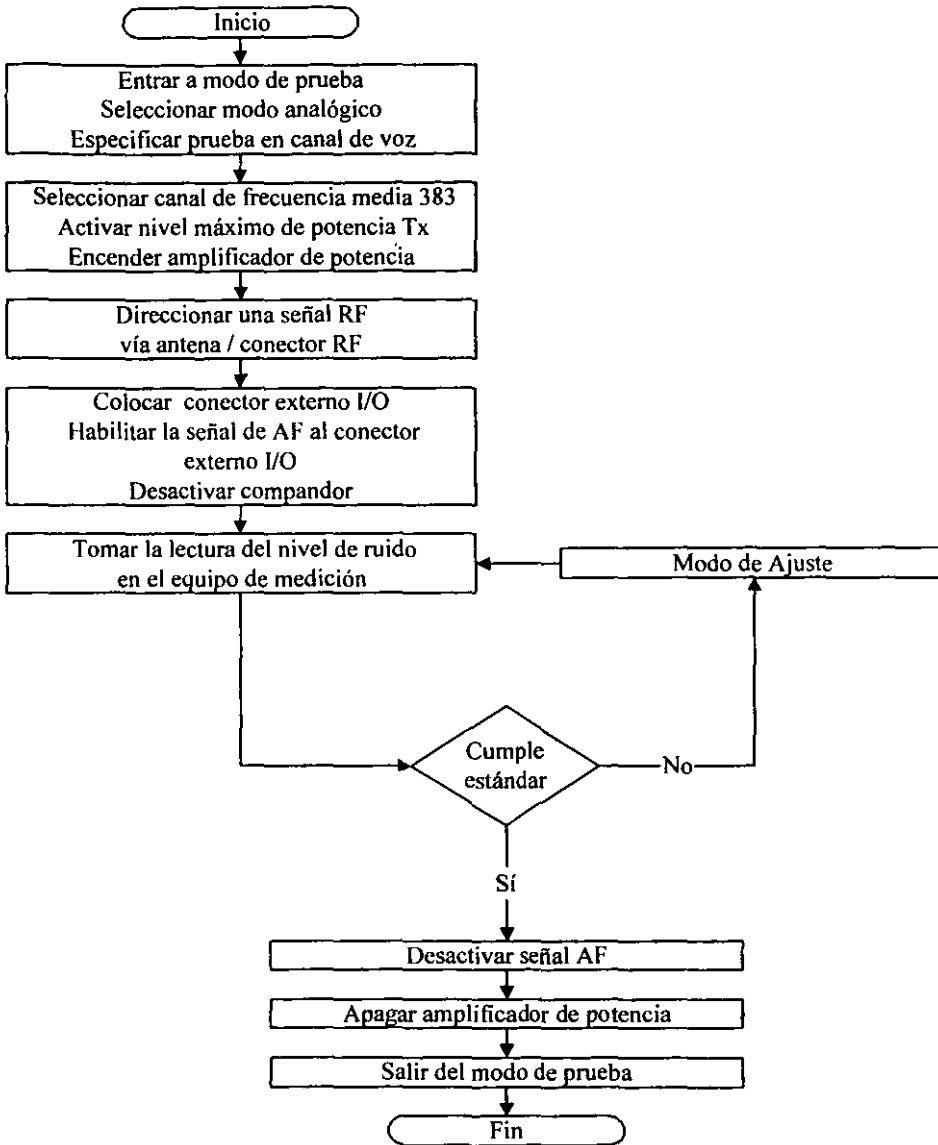 Inicio
Entrar a modo de prueba
Seleccionar modo analógico
Especificar prueba en canal de voz
Seleccionar canal de frecuencia media 383
Activar nivel máximo de potencia Tx
Encender amplificador de potencia
Direccionar una señal RF
vía antena / conector RF
Colocar conector externo I/O
Habilitar la señal de AF al conector
externo I/O
Desactivar compandor
Tomar la lectura del nivel de ruido
en el equipo de medición
Modo de Ajuste
Cumple
estándar
No
Sí
Desactivar señal AF
Apagar amplificador de potencia
Salir del modo de prueba
Fin